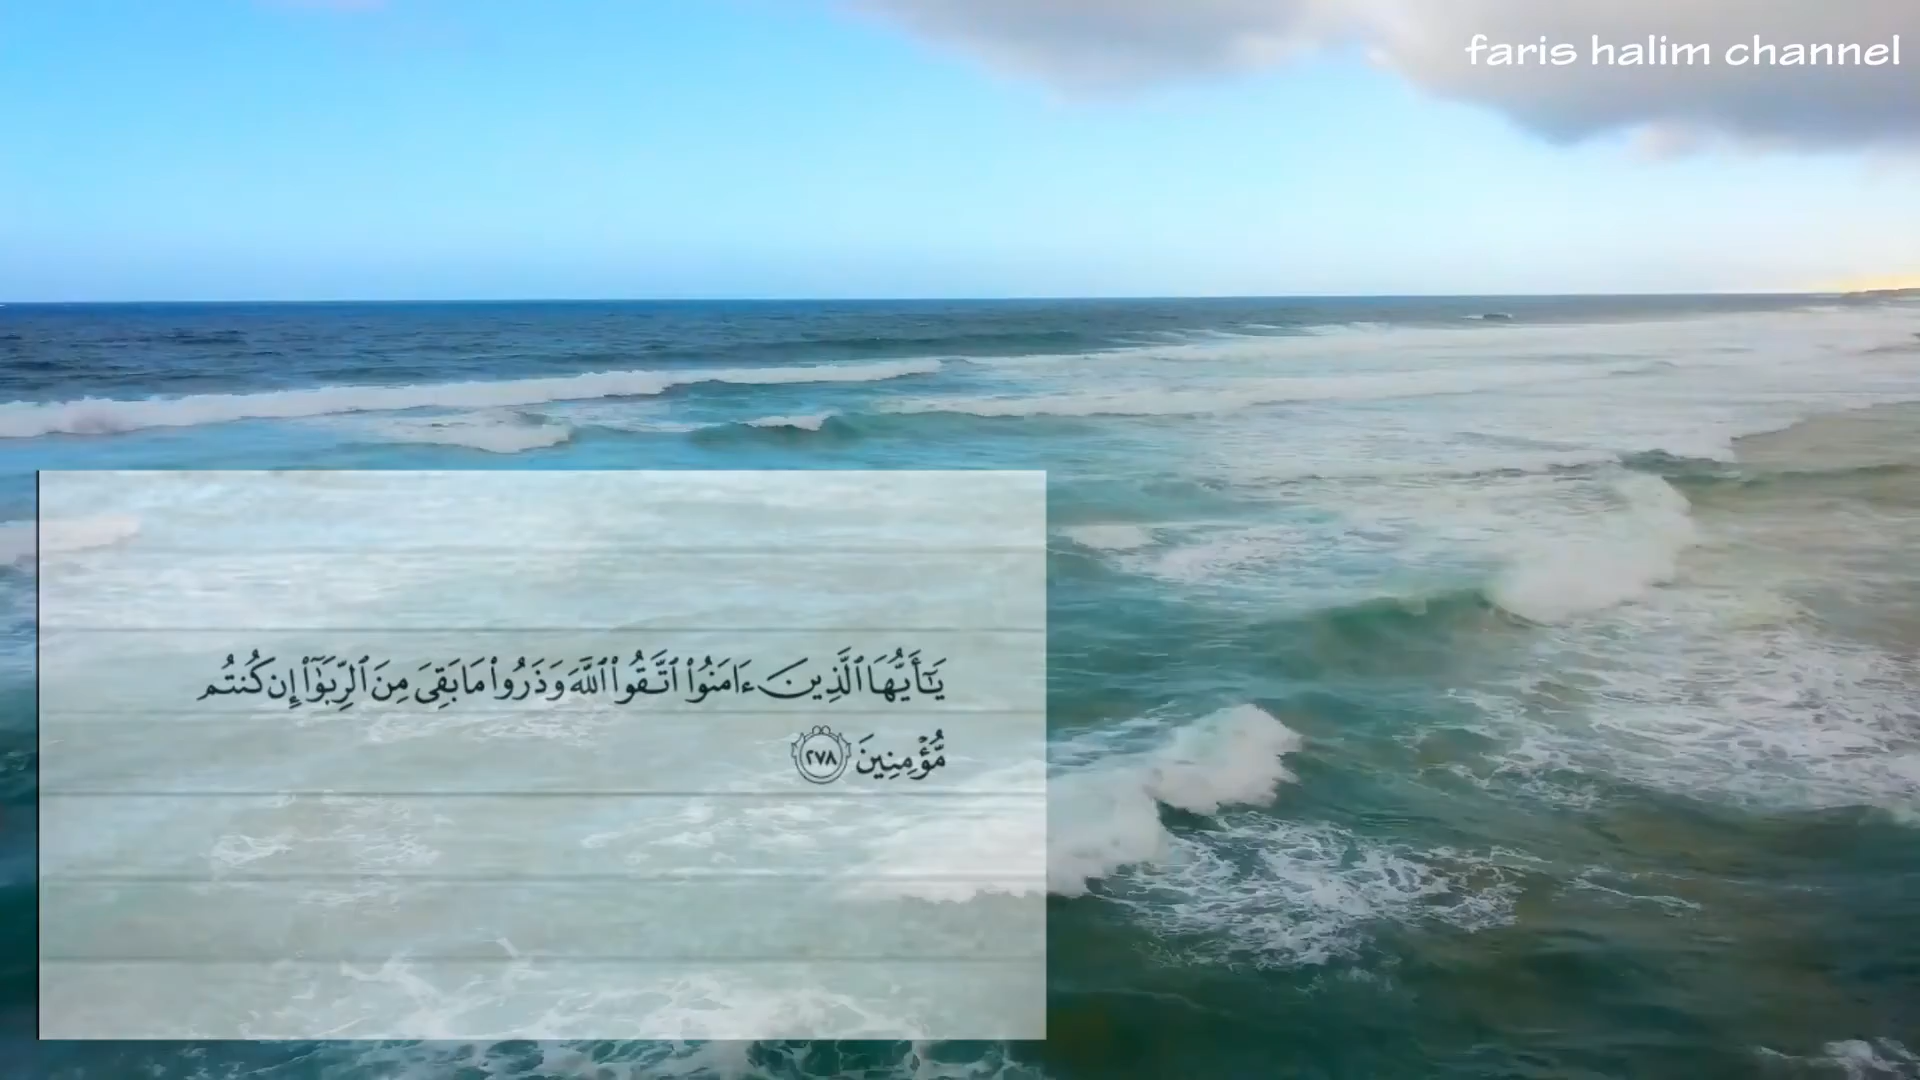 faris halim channel
يَـٰٓأَيُّهَا ٱلَّذِينَ ءَامَنُوا۟ ٱتَّقُوا۟ ٱللَّهَ وَذَرُوا۟ مَا بَقِىَ مِنَ ٱلرِّبَوٰٓا۟ إِن كُنتُم
مُّؤْمِنِينَ ٢٧٨